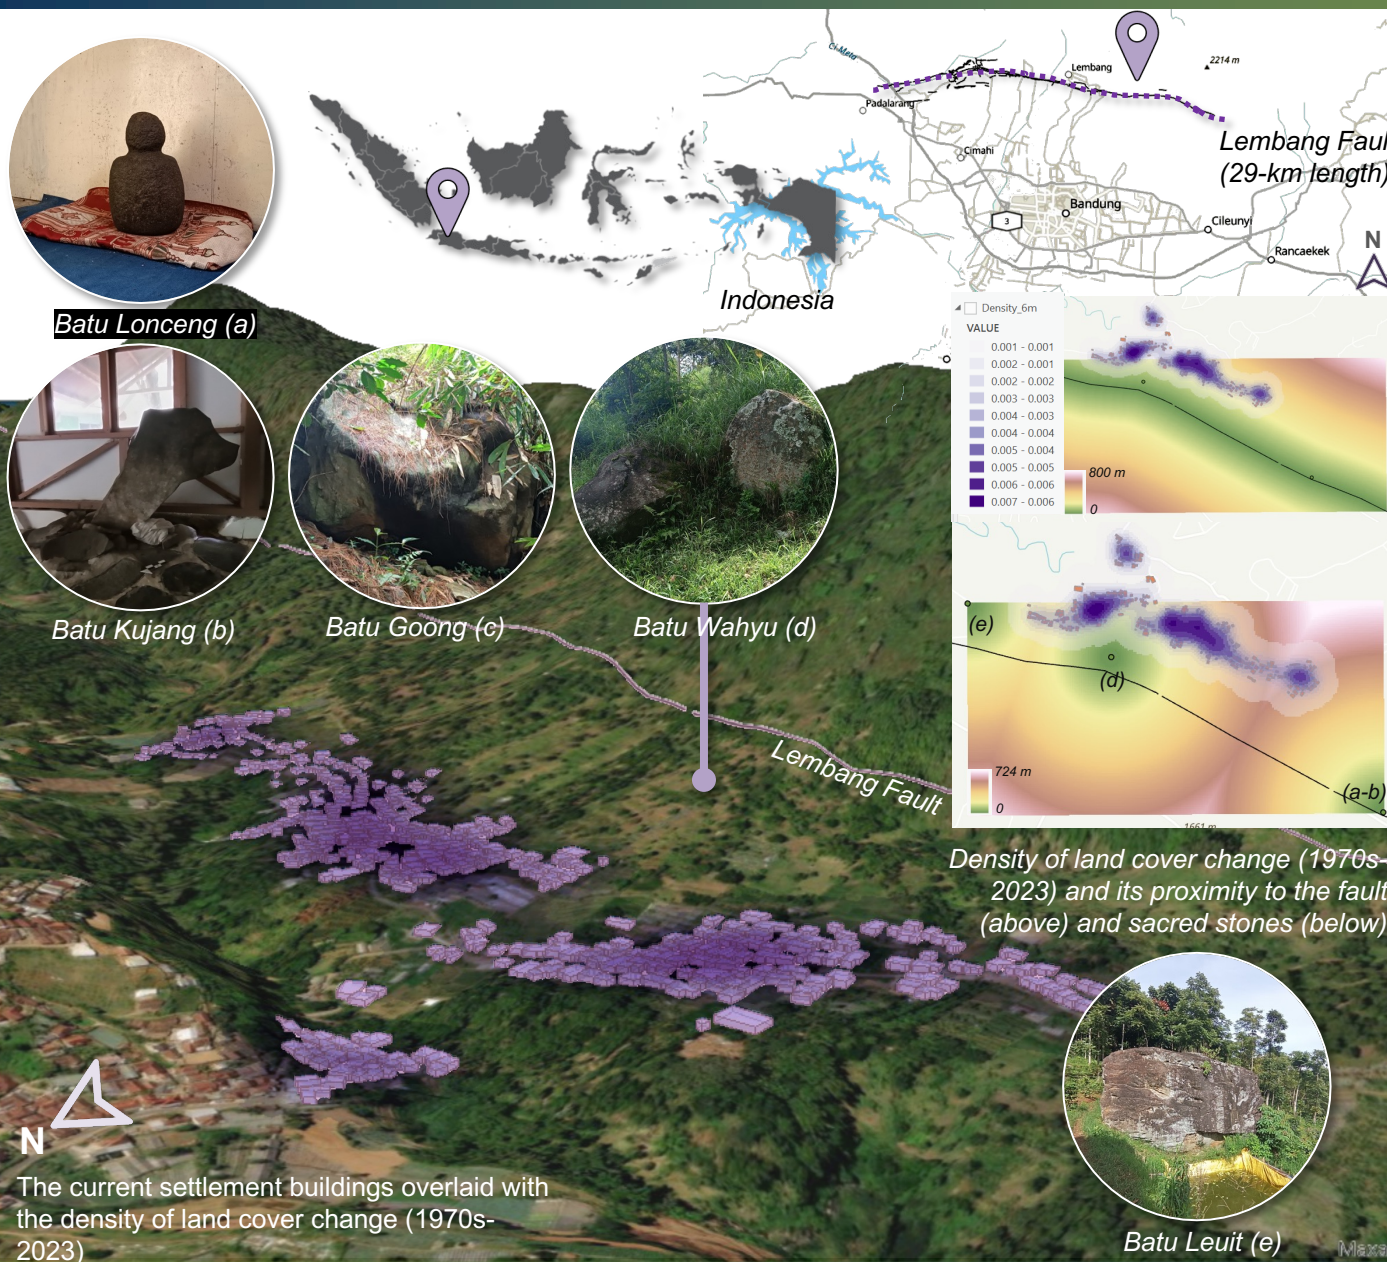 Ci-Meta
Lembang
2214 m
Padalarang
Lembang Faul
(29-km length)
Cimahi
Bandung
3
Cileunyi
Rancaekek
N
Indonesia
Batu Lonceng (a)
Density_6m
VALUE
0.001 - 0.001
0.002 - 0.001
0.002 - 0.002
0.003 - 0.003
0.004 - 0.003
0.004 - 0.004
0.005 - 0.004
0.005 - 0.005
0.006 - 0.006
0.007 - 0.006
800 m
0
Batu Kujang (b)
Batu Goong (c)
Batu Wahyu (d)
(e)
(d)
(a-b)
724 m
0
1661 m
Lembang Fault
Density of land cover change (1970s-
2023) and its proximity to the fault
(above) and sacred stones (below)
N
The current settlement buildings overlaid with
the density of land cover change (1970s-
2023)
Batu Leuit (e)
Maxa